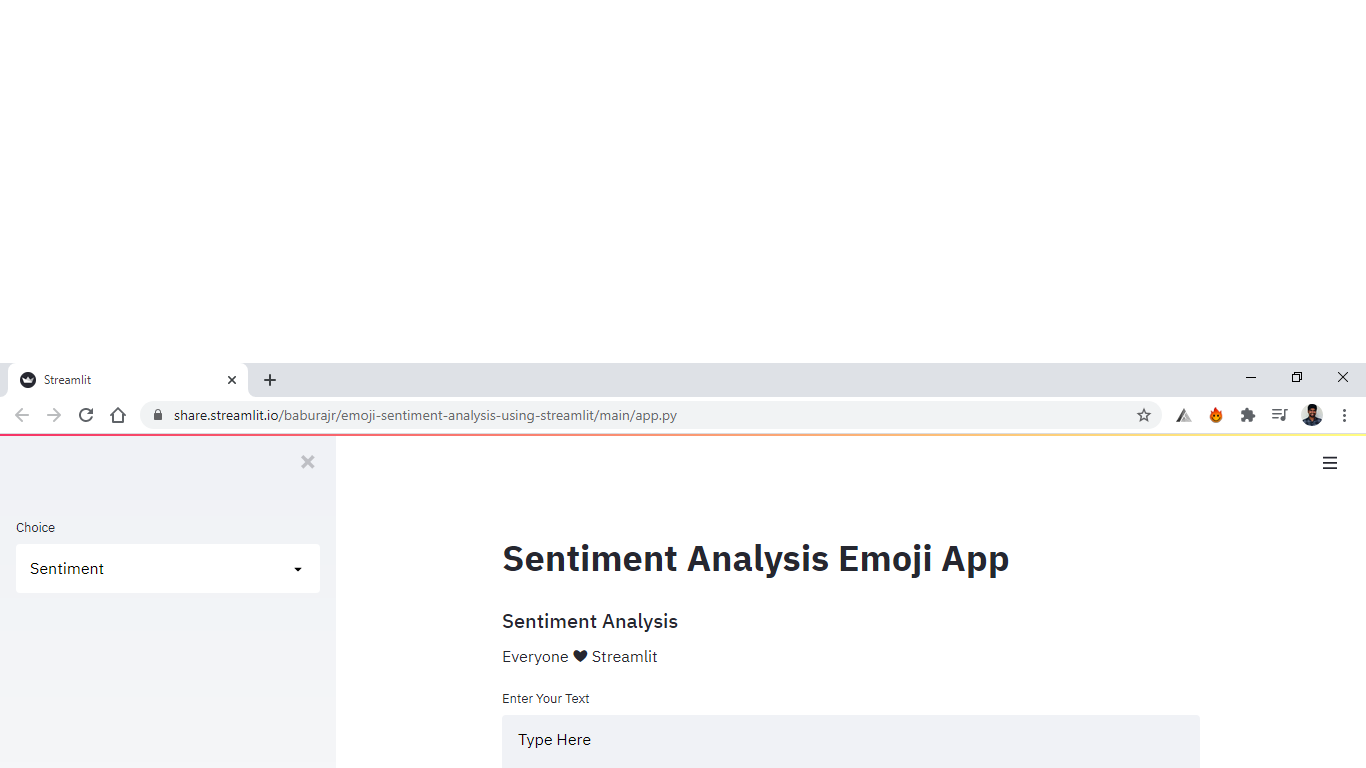 Streamlit
share.streamlit.io/baburajr/emoji-sentiment-analysis-using-streamlit/main/app.py
Choice
Sentiment
Sentiment Analysis Emoji App
Sentiment Analysis
Everyone ♥ Streamlit
Enter Your Text
Type Here